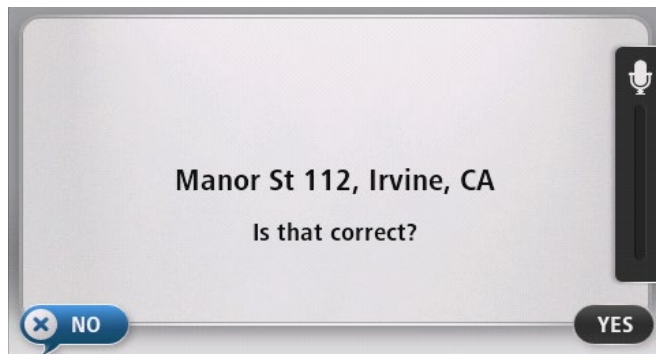 Manor St 112, Irvine, CA
Is that correct?
NO
YES